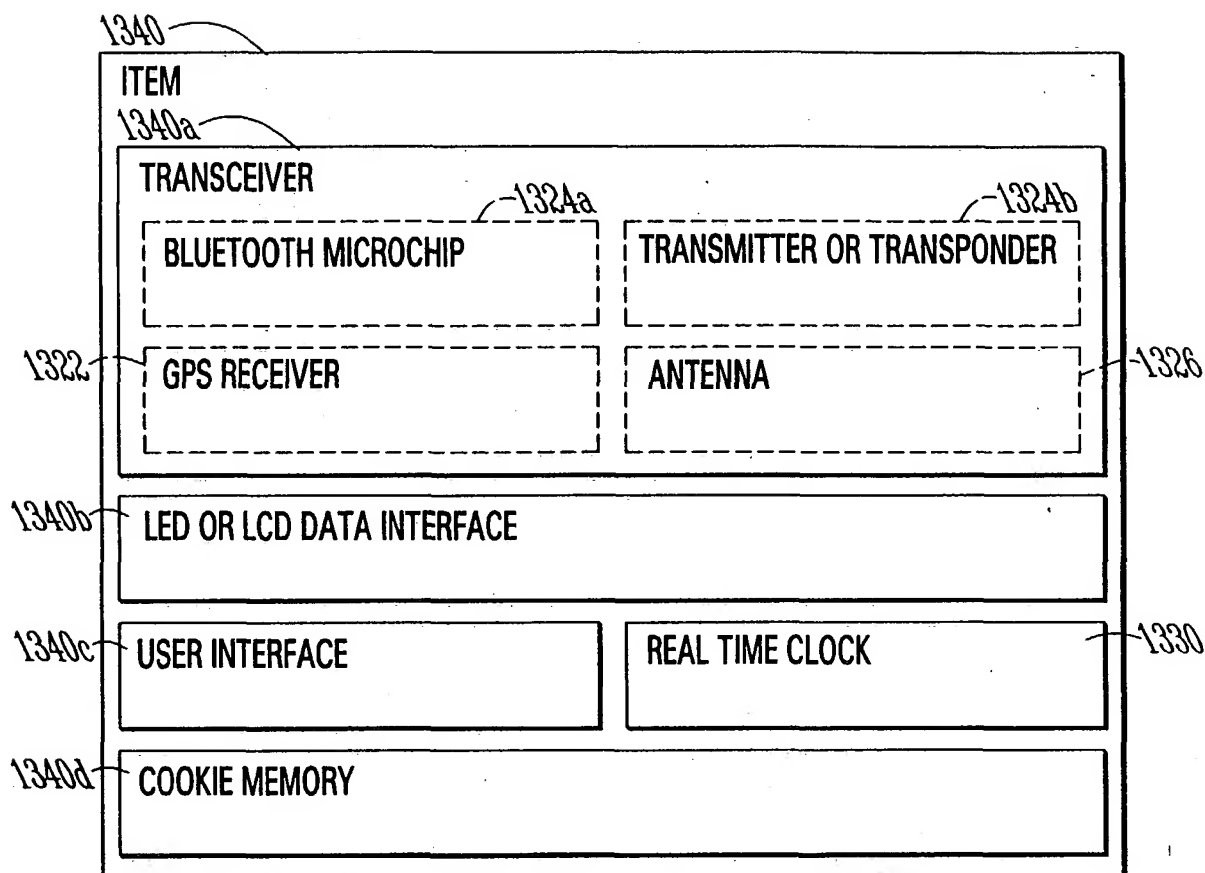 1340
ITEM
1340a
TRANSCEIVER
1324a
1324b
BLUETOOTH MICROCHIP
TRANSMITTER OR TRANSPONDER
1322
GPS RECEIVER
ANTENNA
1326
1340b
LED OR LCD DATA INTERFACE
1340c
USER INTERFACE
REAL TIME CLOCK
1330
1340d
COOKIE MEMORY